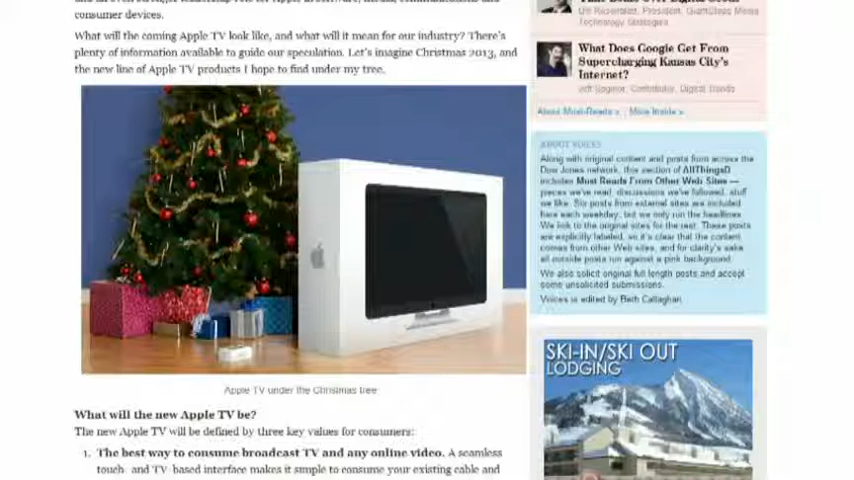 consumer devices.
What will the coming Apple TV look like, and what will it mean for our industry? There's
plenty of information available to guide our speculation. Let's imagine Christmas 2013, and
the new line of Apple TV products I hope to find under my tree.
Apple TV under the Christmas tree
What will the new Apple TV be?
The new Apple TV will be defined by three key values for consumers:
1. The best way to consume broadcast TV and any online video. A seamless
touch- and TV-based interface makes it simple to consume your existing cable and
Technology Strategies
What Does Google Get From
Supercharging Kansas City's
Internet?
Contributor, Digital Trends
About Must-Reads » More Inside »
ABOUT VOICES
Along with original content and posts from across the
Dow Jones network, this section of AllThingsD
includes Must Reads From Other Web Sites —
pieces we've read, discussions we've followed, stuff
we like. Six posts from external sites are included
here each weekday, but we only run the headlines.
We link to the original sites for the rest. These posts
are explicitly labeled, so it's clear that the content
comes from other Web sites, and for clarity's sake
all outside posts run against a pink background.
We also solicit original full-length posts and accept
some unsolicited submissions.
Voices is edited by Beth Callaghan
SKI-IN/SKI OUT
LODGING